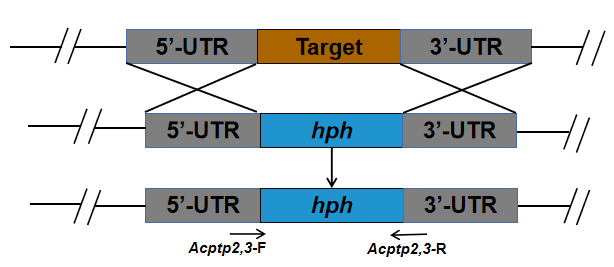 5’-UTR Target 3’-UTR
5’-UTR hph 3’-UTR
5’-UTR hph 3’-UTR
Acptp2,3-F Acptp2,3-R